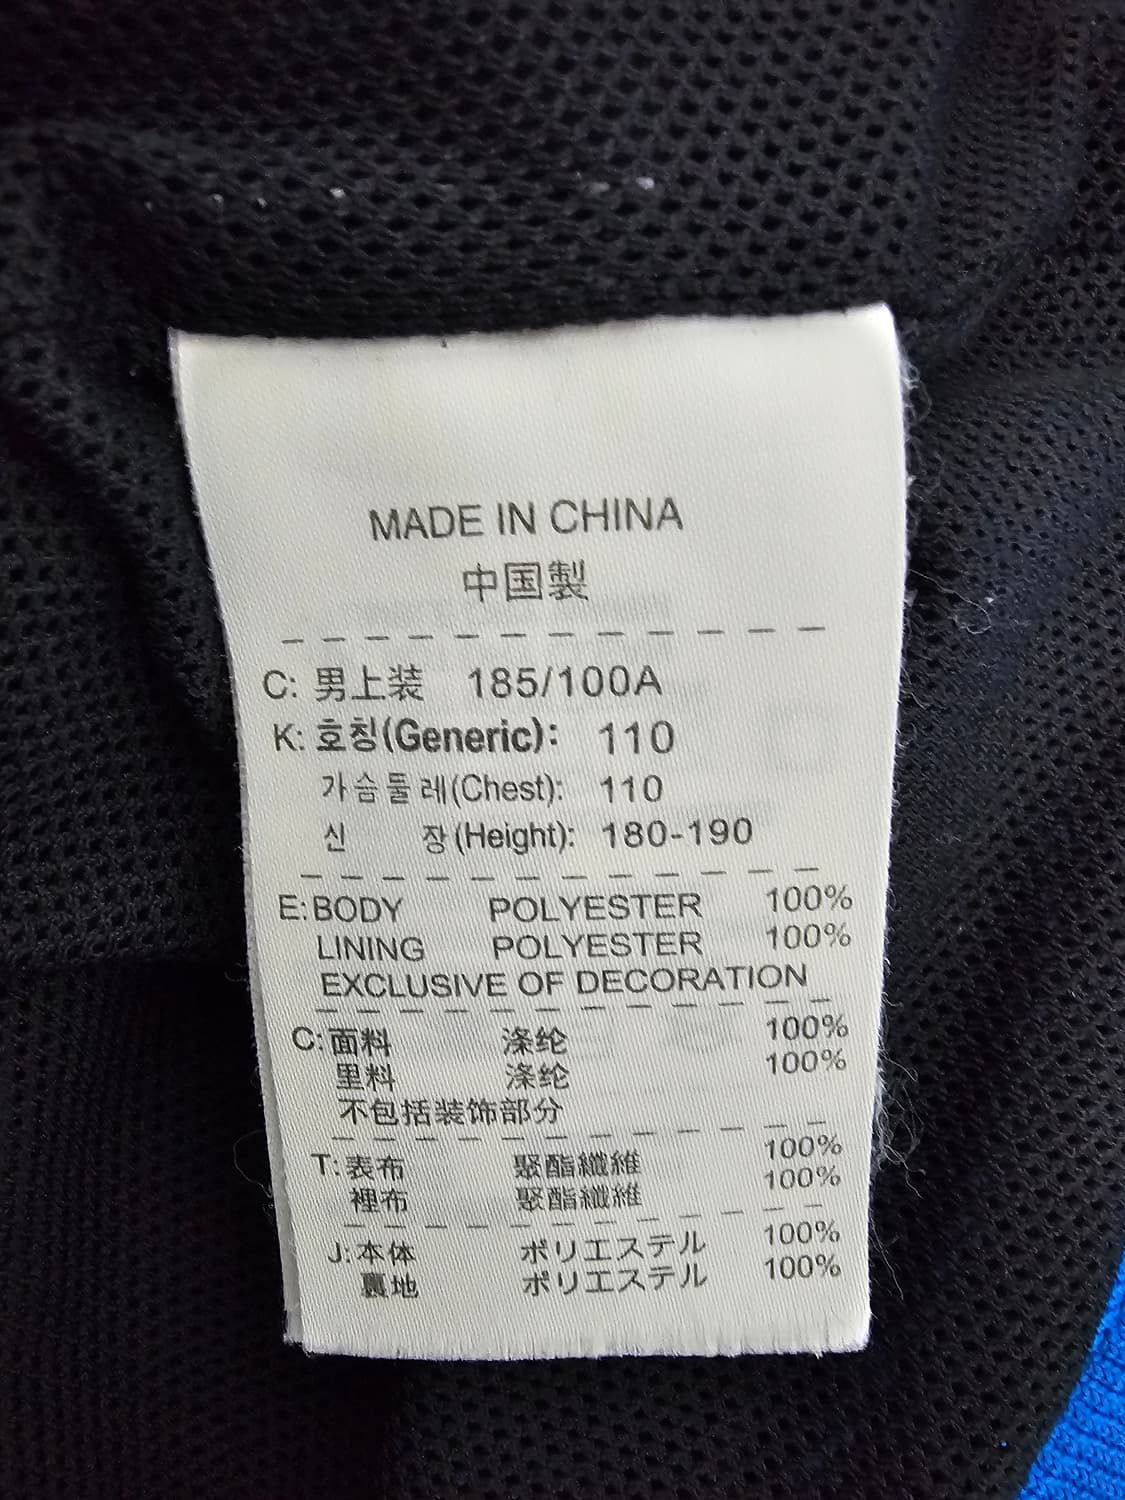 MADE IN CHINA
中国製
C: 男上装 185/100A
K: 호칭(Generic): 110
가슴둘레(Chest): 110
신 장(Height): 180-190
E: BODY POLYESTER 100%
LINING POLYESTER 100%
EXCLUSIVE OF DECORATION
C: 面料 涤纶 100%
里料 涤纶 100%
不包括装饰部分
T: 表布 聚酯纖維 100%
裡布 聚酯纖維 100%
J: 本体 ポリエステル 100%
裏地 ポリエステル 100%